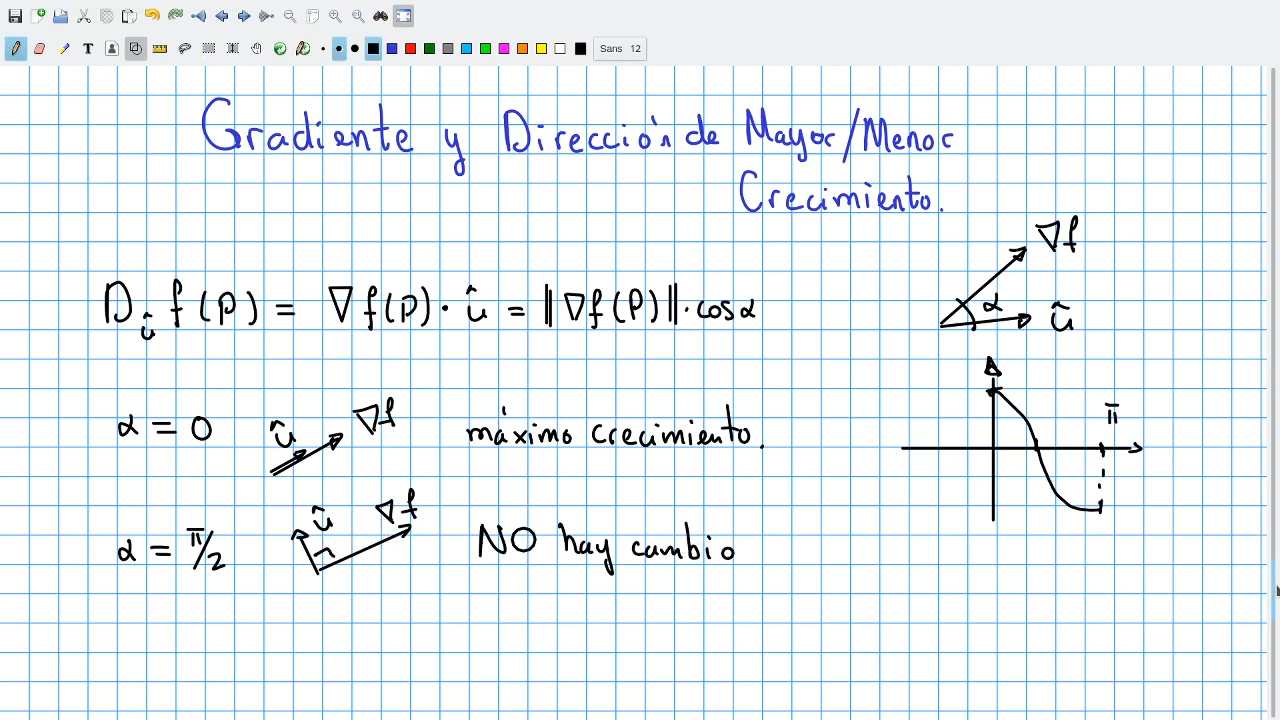 Sans 12
Gradiente y Dirección de Mayor/Menor
Crecimiento.
∇f
α
û
D_û f(P) = ∇f(P) · û = ‖∇f(P)‖ · cos α
π
α = 0 û ∇f máximo crecimiento.
α = π/2 û ∇f NO hay cambio